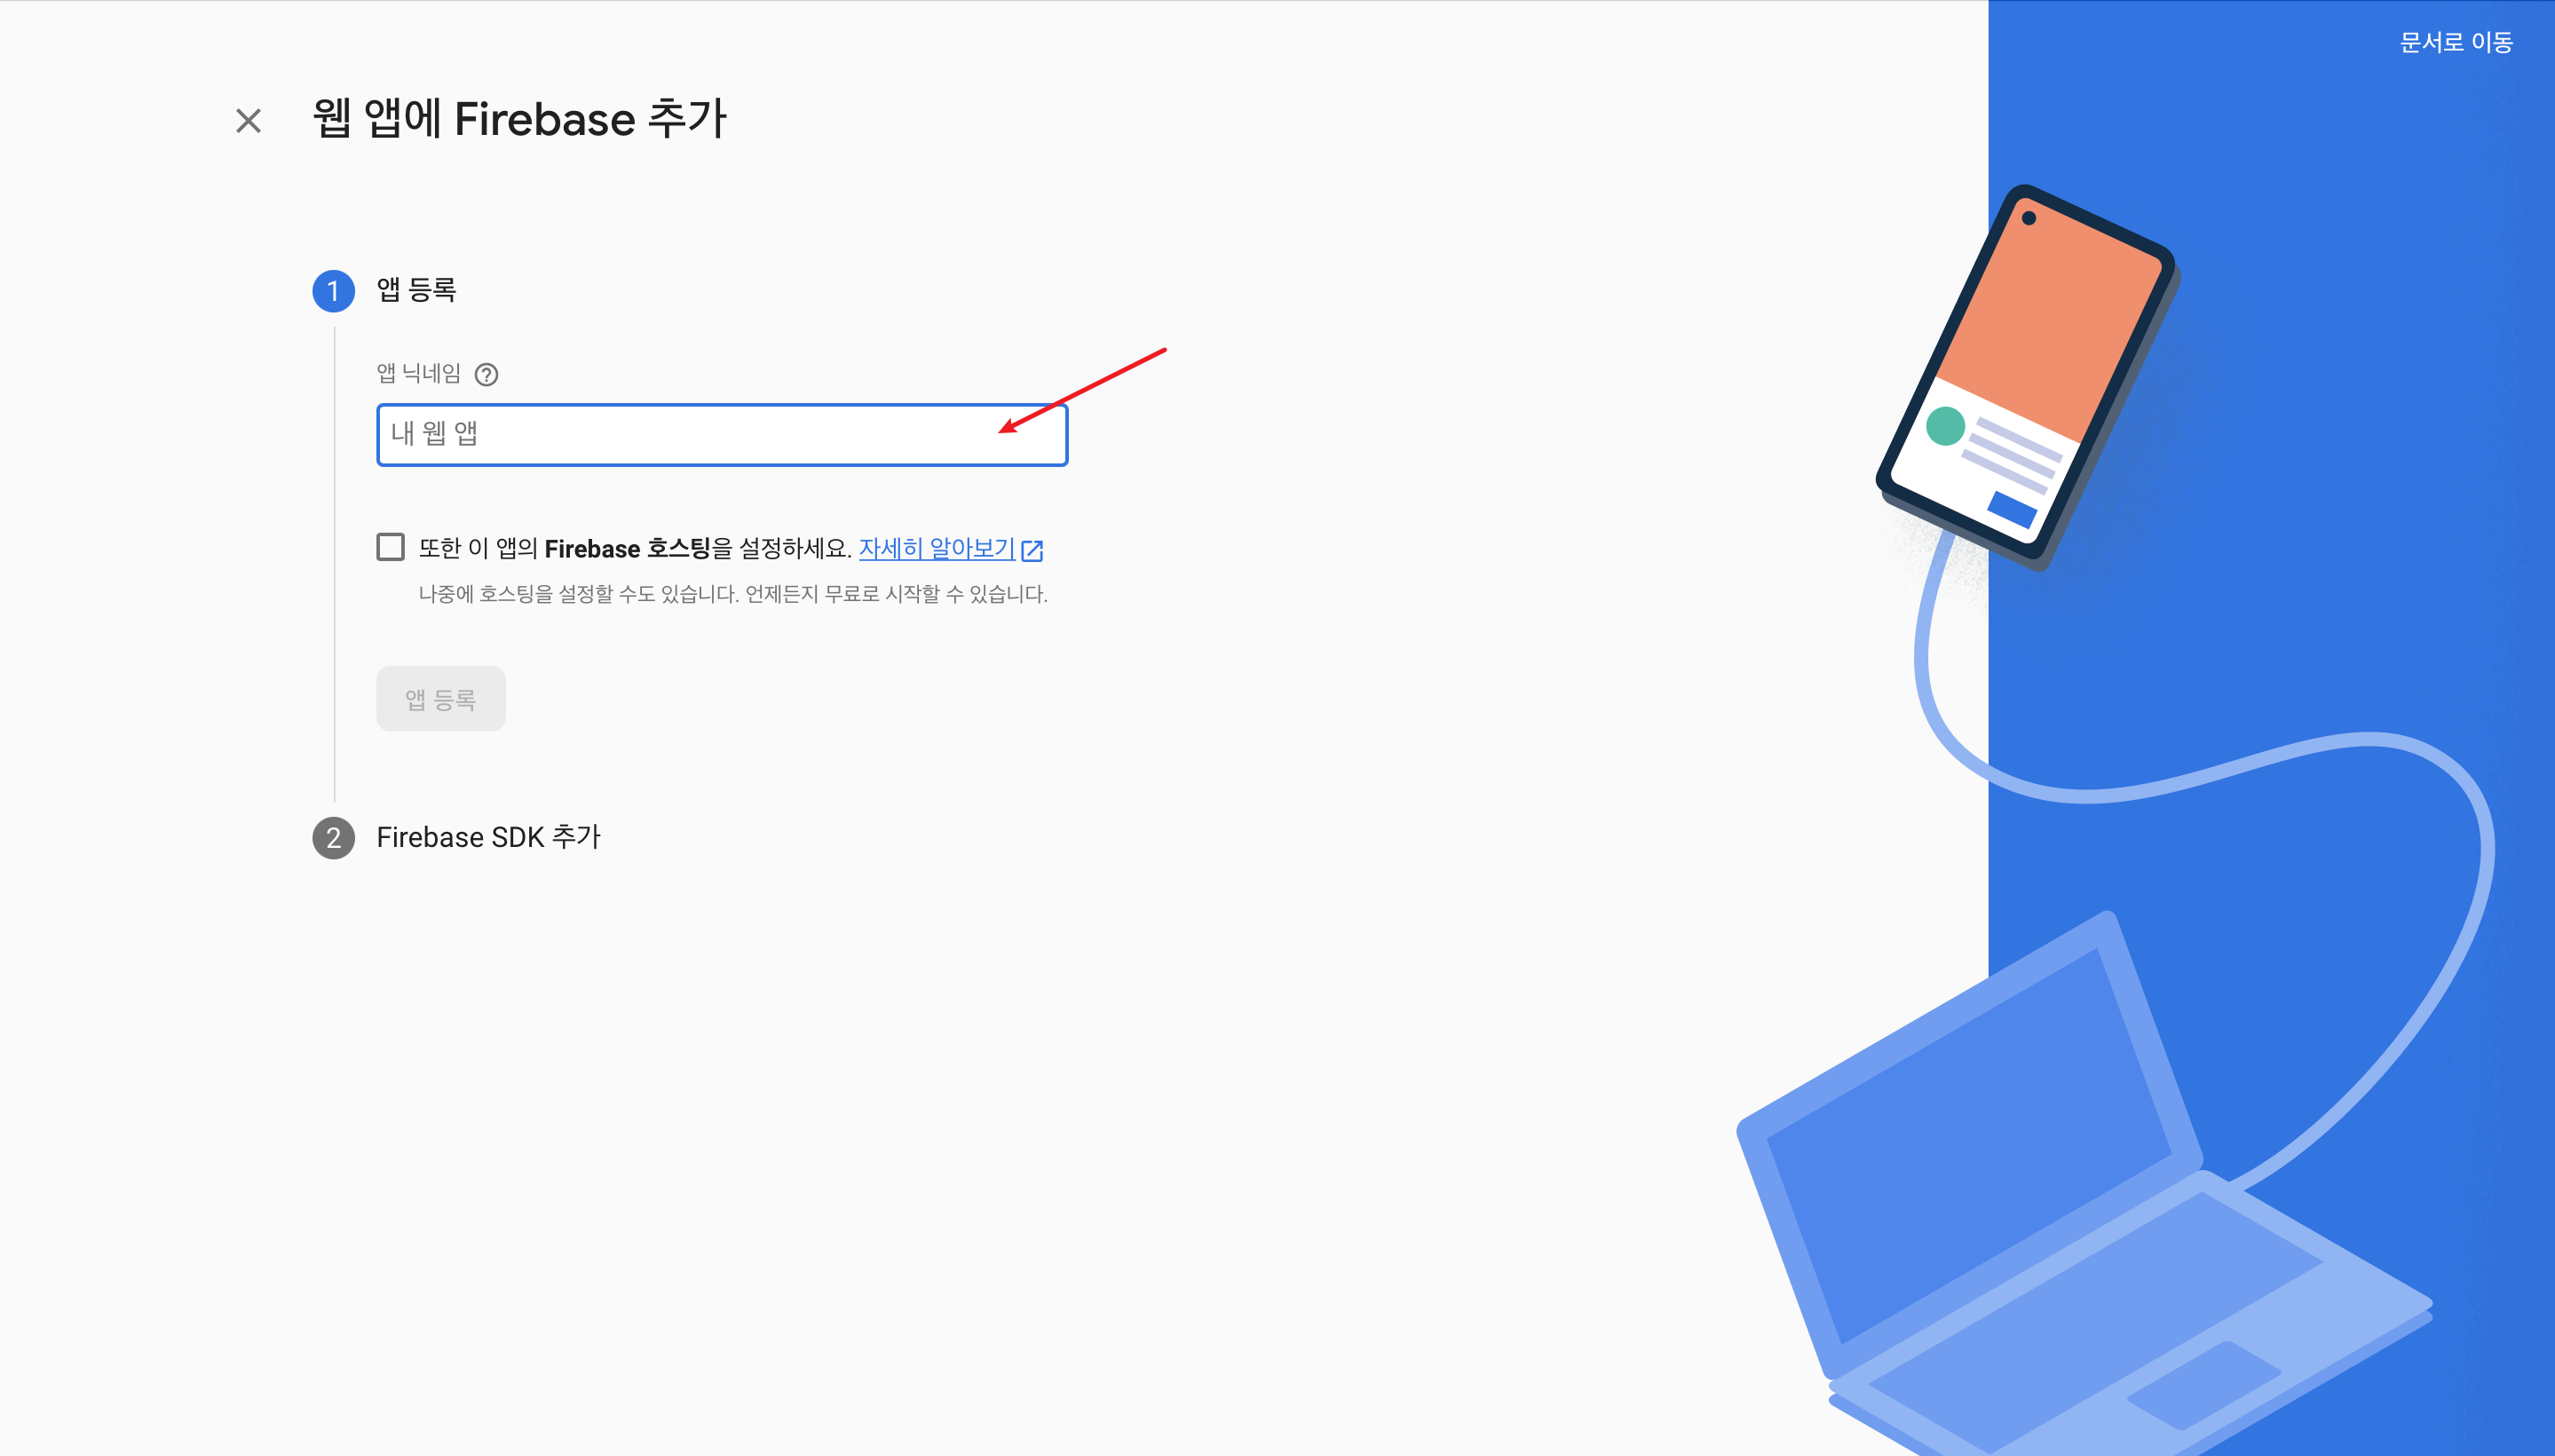 문서로 이동
웹 앱에 Firebase 추가
1 앱 등록
앱 닉네임
내 웹 앱
또한 이 앱의 Firebase 호스팅을 설정하세요. 자세히 알아보기
나중에 호스팅을 설정할 수도 있습니다. 언제든지 무료로 시작할 수 있습니다.
앱 등록
2 Firebase SDK 추가